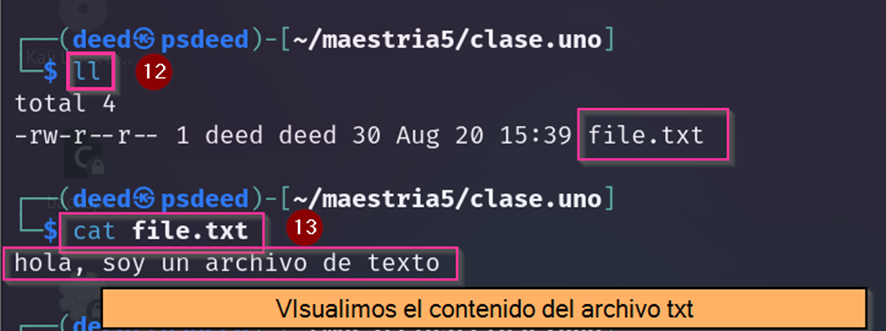 ┌──(deed㉿psdeed)-[~/maestria5/clase.uno]
└─$ ll
12
total 4
-rw-r--r-- 1 deed deed 30 Aug 20 15:39 file.txt
┌──(deed㉿psdeed)-[~/maestria5/clase.uno]
└─$ cat file.txt
13
hola, soy un archivo de texto
VIsualimos el contenido del archivo txt